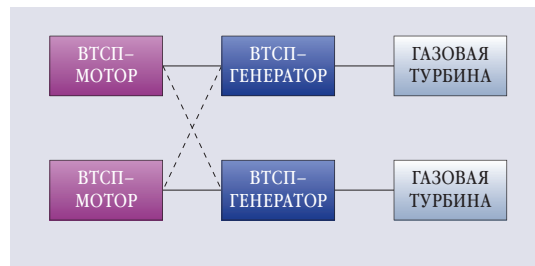 ВТСП–
МОТОР
ВТСП–
ГЕНЕРАТОР
ГАЗОВАЯ
ТУРБИНА
ВТСП–
МОТОР
ВТСП–
ГЕНЕРАТОР
ГАЗОВАЯ
ТУРБИНА